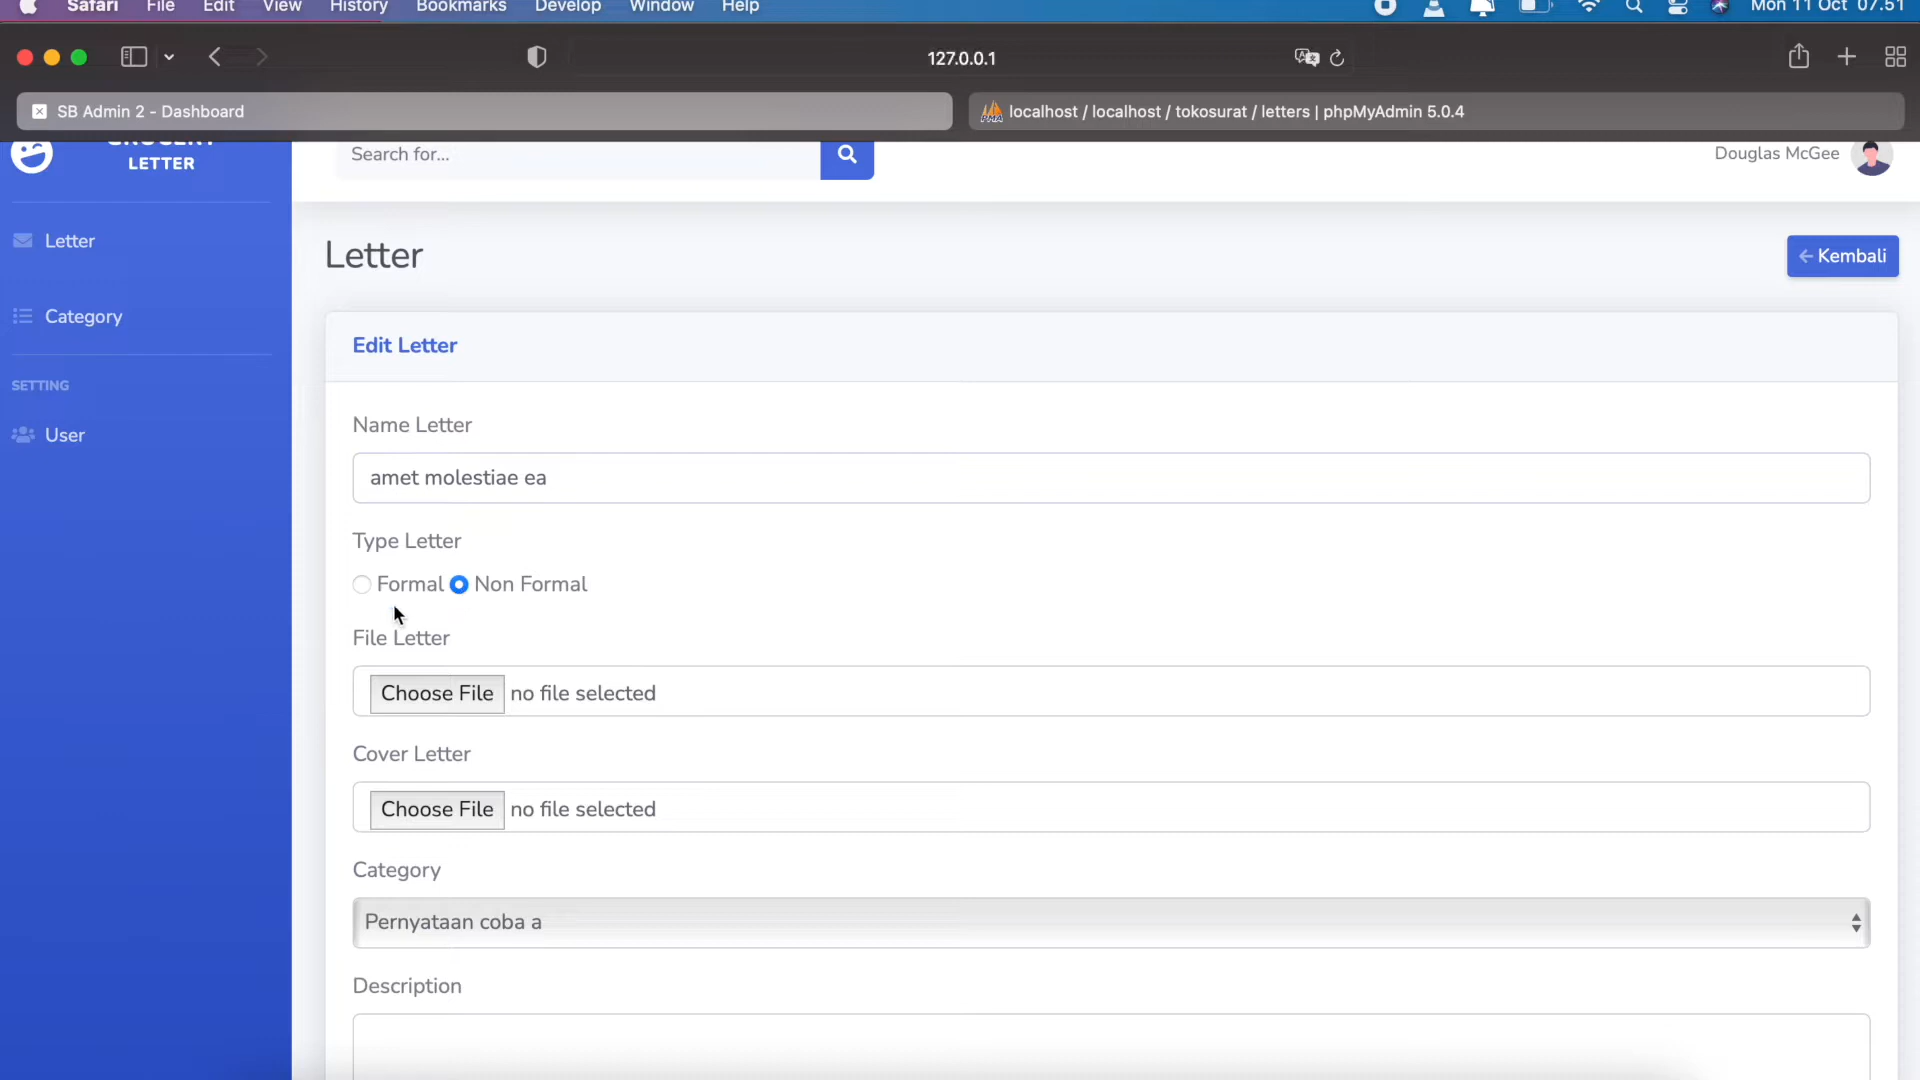 Safari File Edit View History Bookmarks Develop Window Help Mon 11 Oct 07.51
127.0.0.1
SB Admin 2 - Dashboard
localhost / localhost / tokosurat / letters | phpMyAdmin 5.0.4
GROCERY
LETTER
Search for...
Douglas McGee
Letter
Category
SETTING
User
Letter
Kembali
Edit Letter
Name Letter
amet molestiae ea
Type Letter
Formal Non Formal
File Letter
Choose File no file selected
Cover Letter
Choose File no file selected
Category
Pernyataan coba a
Description